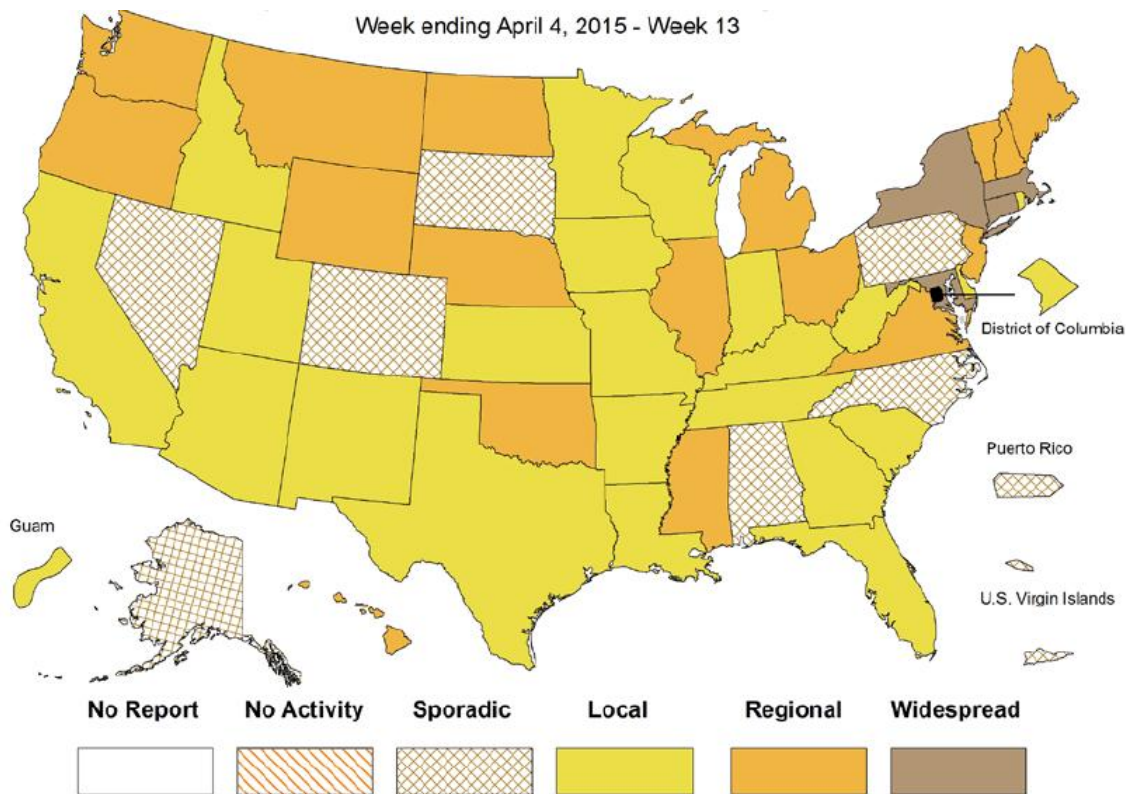 Week ending April 4, 2015 - Week 13
District of Columbia
Puerto Rico
Guam
U.S. Virgin Islands
No Report No Activity Sporadic Local Regional Widespread